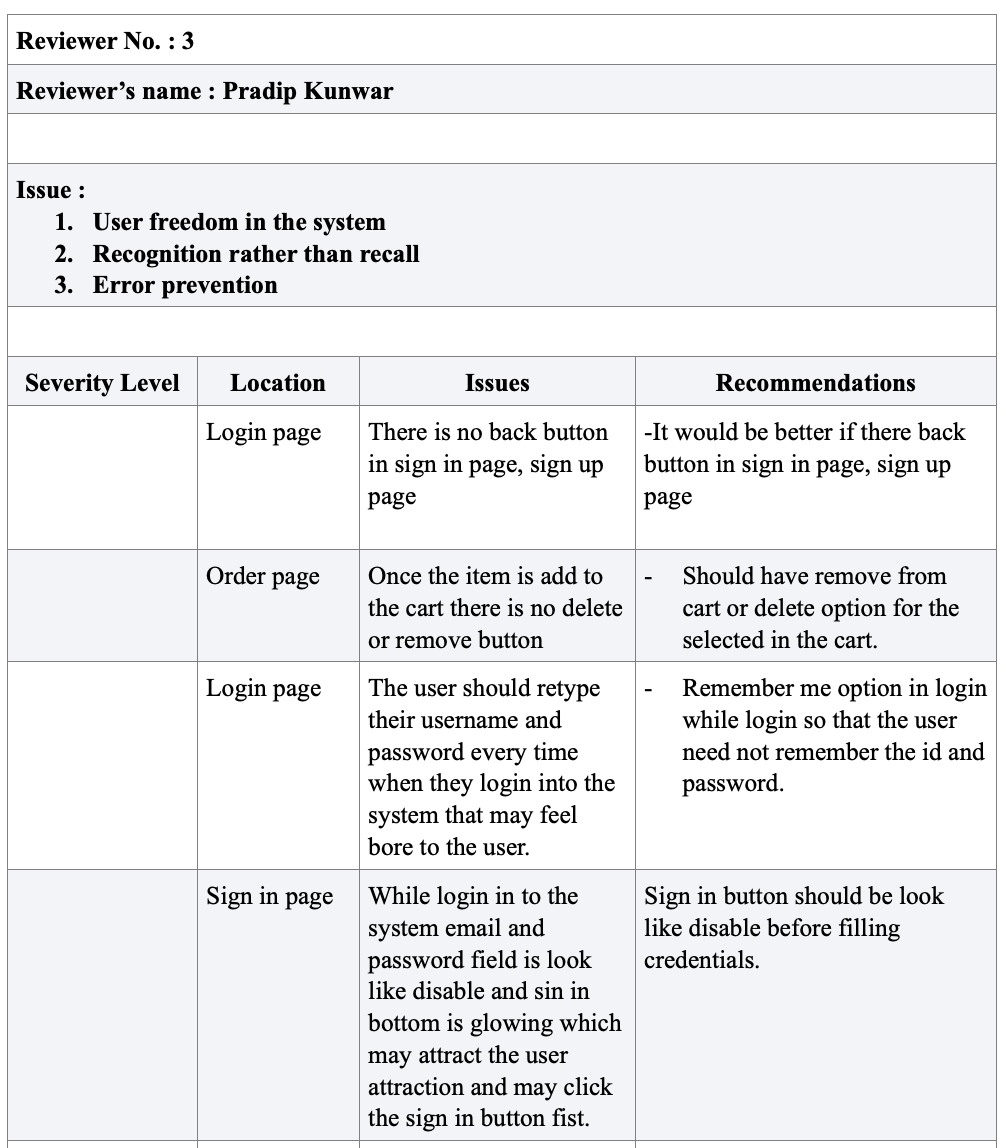 Reviewer No. : 3
Reviewer’s name : Pradip Kunwar
Issue :
1. User freedom in the system
2. Recognition rather than recall
3. Error prevention
Severity Level
Location
Issues
Recommendations
Login page
There is no back button
in sign in page, sign up
page
-It would be better if there back
button in sign in page, sign up
page
Order page
Once the item is add to
the cart there is no delete
or remove button
- Should have remove from
cart or delete option for the
selected in the cart.
Login page
The user should retype
their username and
password every time
when they login into the
system that may feel
bore to the user.
- Remember me option in login
while login so that the user
need not remember the id and
password.
Sign in page
While login in to the
system email and
password field is look
like disable and sin in
bottom is glowing which
may attract the user
attraction and may click
the sign in button fist.
Sign in button should be look
like disable before filling
credentials.